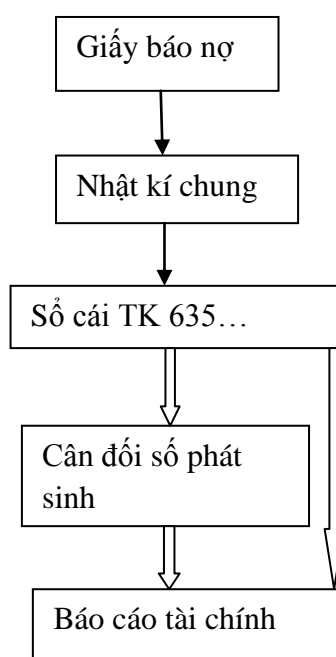 Giấy báo nợ
Nhật kí chung
Sổ cái TK 635…
Cân đối số phát
sinh
Báo cáo tài chính